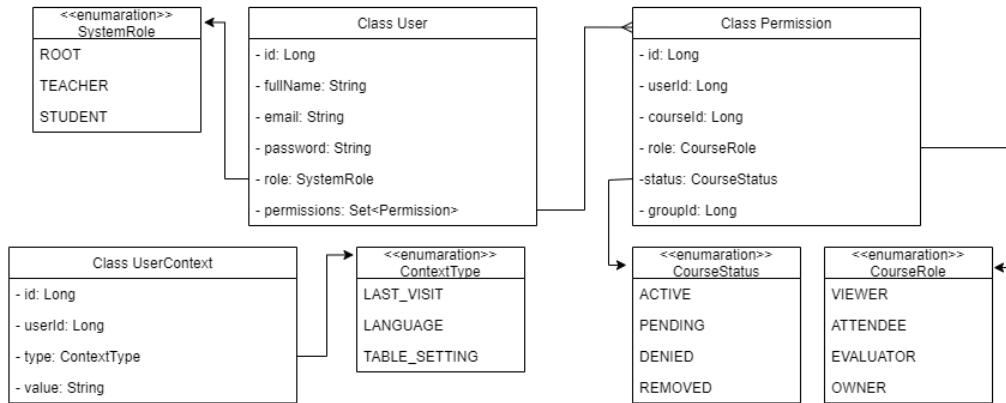 <<enumaration>>
SystemRole
ROOT
TEACHER
STUDENT
Class User
- id: Long
- fullName: String
- email: String
- password: String
- role: SystemRole
- permissions: Set<Permission>
Class Permission
- id: Long
- userId: Long
- courseId: Long
- role: CourseRole
-status: CourseStatus
- groupId: Long
Class UserContext
- id: Long
- userId: Long
- type: ContextType
- value: String
<<enumaration>>
ContextType
LAST_VISIT
LANGUAGE
TABLE_SETTING
<<enumaration>>
CourseStatus
ACTIVE
PENDING
DENIED
REMOVED
<<enumaration>>
CourseRole
VIEWER
ATTENDEE
EVALUATOR
OWNER